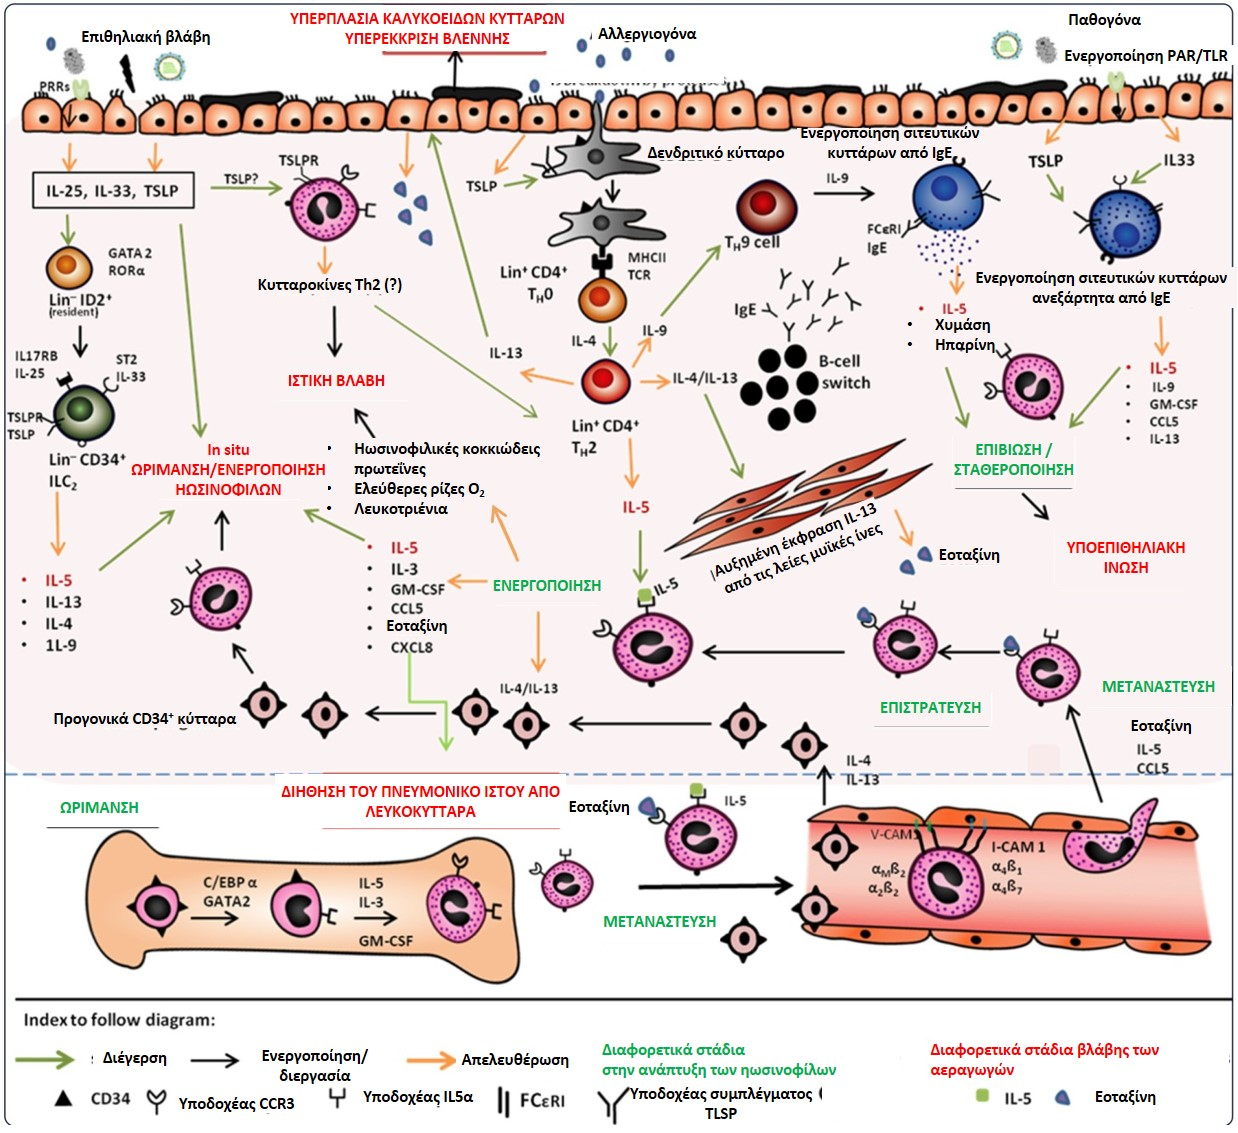 ΥΠΕΡΠΛΑΣΙΑ ΚΑΛΥΚΟΕΙΔΩΝ ΚΥΤΤΑΡΩΝ
ΥΠΕΡΕΚΚΡΙΣΗ ΒΛΕΝΝΗΣ
Επιθηλιακή βλάβη
Αλλεργιογόνα
Παθογόνα
Ενεργοποίηση PAR/TLR
PRRs
IL-25, IL-33, TSLP
TSLP?
TSLPR
TSLP
Δενδριτικό κύτταρο
Ενεργοποίηση σιτευτικών
κυττάρων από IgE
IL-9
TSLP
IL33
GATA 2
RORα
Lin⁻ ID2⁺
(resident)
Κυτταροκίνες Th2 (?)
Lin⁺ CD4⁺
TH0
MHCII
TCR
TH9 cell
FCεRI
IgE
Ενεργοποίηση σιτευτικών κυττάρων
ανεξάρτητα από IgE
IL-5
Χυμάση
Ηπαρίνη
IgE
IL-4
IL-9
IL-13
IL-4/IL-13
B-cell
switch
IL17RB
IL-25
ST2
IL-33
TSLPR
TSLP
Lin⁻ CD34⁺
ILC2
ΙΣΤΙΚΗ ΒΛΑΒΗ
Lin⁺ CD4⁺
TH2
IL-5
IL-9
GM-CSF
CCL5
IL-13
In situ
ΩΡΙΜΑΝΣΗ/ΕΝΕΡΓΟΠΟΙΗΣΗ
ΗΩΣΙΝΟΦΙΛΩΝ
Ηωσινοφιλικές κοκκιώδεις
πρωτεΐνες
Ελεύθερες ρίζες O2
Λευκοτριένια
IL-5
ΕΠΙΒΙΩΣΗ /
ΣΤΑΘΕΡΟΠΟΙΗΣΗ
ΥΠΟΕΠΙΘΗΛΙΑΚΗ
ΙΝΩΣΗ
Αυξημένη έκφραση IL-13
από τις λείες μυϊκές ίνες
Εοταξίνη
IL-5
IL-13
IL-4
1L-9
IL-5
IL-3
GM-CSF
CCL5
Εοταξίνη
CXCL8
ΕΝΕΡΓΟΠΟΙΗΣΗ
IL-5
IL-4/IL-13
Προγονικά CD34⁺ κύτταρα
ΕΠΙΣΤΡΑΤΕΥΣΗ
ΜΕΤΑΝΑΣΤΕΥΣΗ
Εοταξίνη
IL-5
CCL5
IL-4
IL-13
ΩΡΙΜΑΝΣΗ
ΔΙΗΘΗΣΗ ΤΟΥ ΠΝΕΥΜΟΝΙΚΟ ΙΣΤΟΥ ΑΠΟ
ΛΕΥΚΟΚΥΤΤΑΡΑ
Εοταξίνη
IL-5
V-CAM1
I-CAM 1
αMß2
α2ß2
α4ß1
α4ß7
C/EBP α
GATA2
IL-5
IL-3
GM-CSF
ΜΕΤΑΝΑΣΤΕΥΣΗ
Index to follow diagram:
Διέγερση
Ενεργοποίηση/
διεργασία
Απελευθέρωση
Διαφορετικά στάδια
στην ανάπτυξη των ηωσινοφίλων
Διαφορετικά στάδια βλάβης των
αεραγωγών
CD34
Υποδοχέας CCR3
Υποδοχέας IL5α
FCεRI
Υποδοχέας συμπλέγματος
TLSP
IL-5
Εοταξίνη